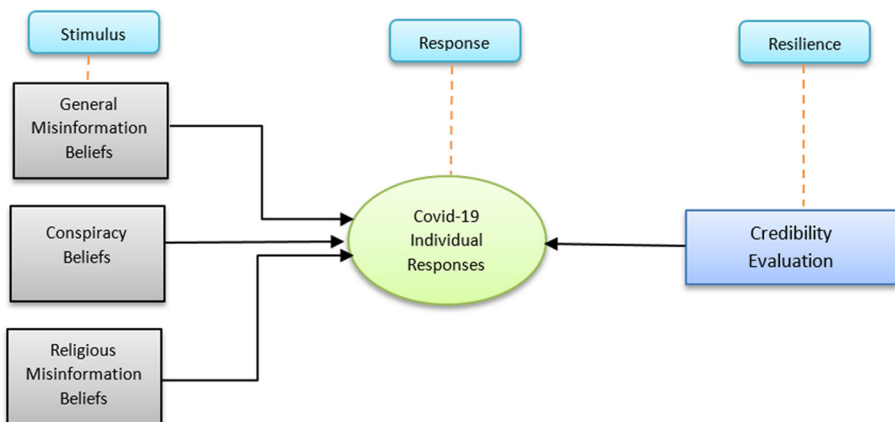 Stimulus
Response
Resilience
General
Misinformation
Beliefs
Conspiracy
Beliefs
Religious
Misinformation
Beliefs
Covid-19
Individual
Responses
Credibility
Evaluation